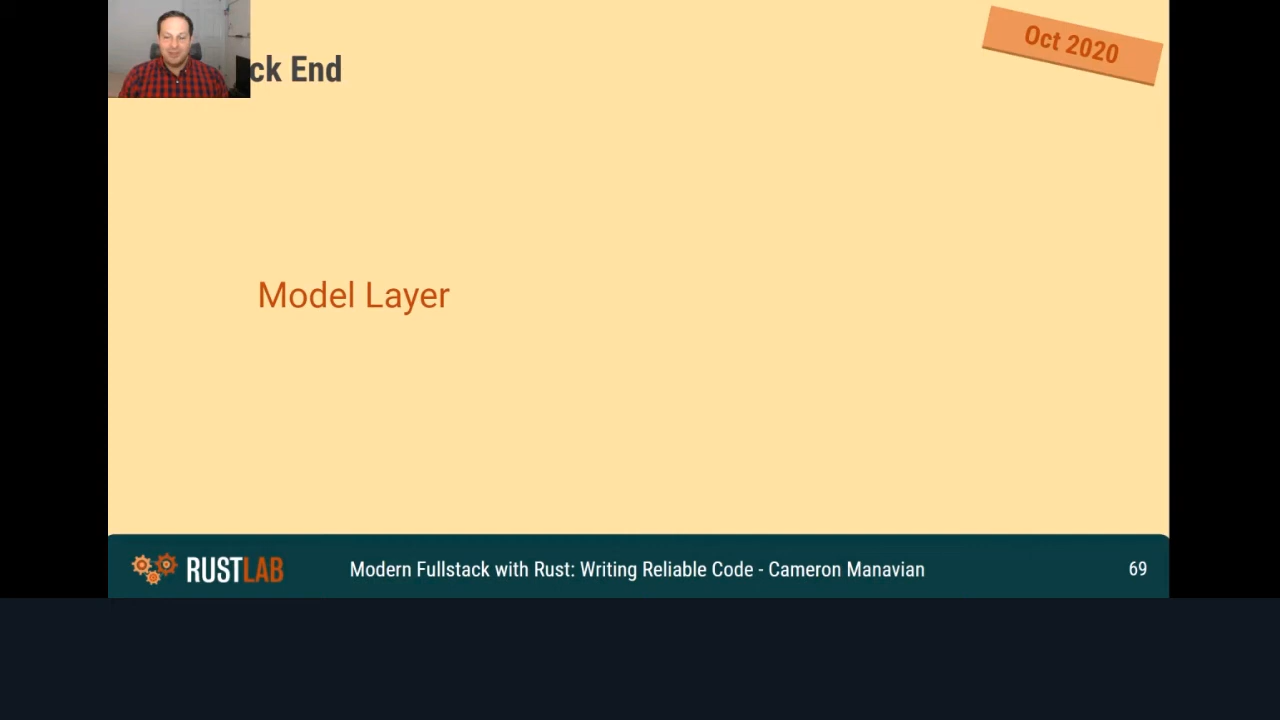 ck End
Oct 2020
Model Layer
RUSTLAB
Modern Fullstack with Rust: Writing Reliable Code - Cameron Manavian
69